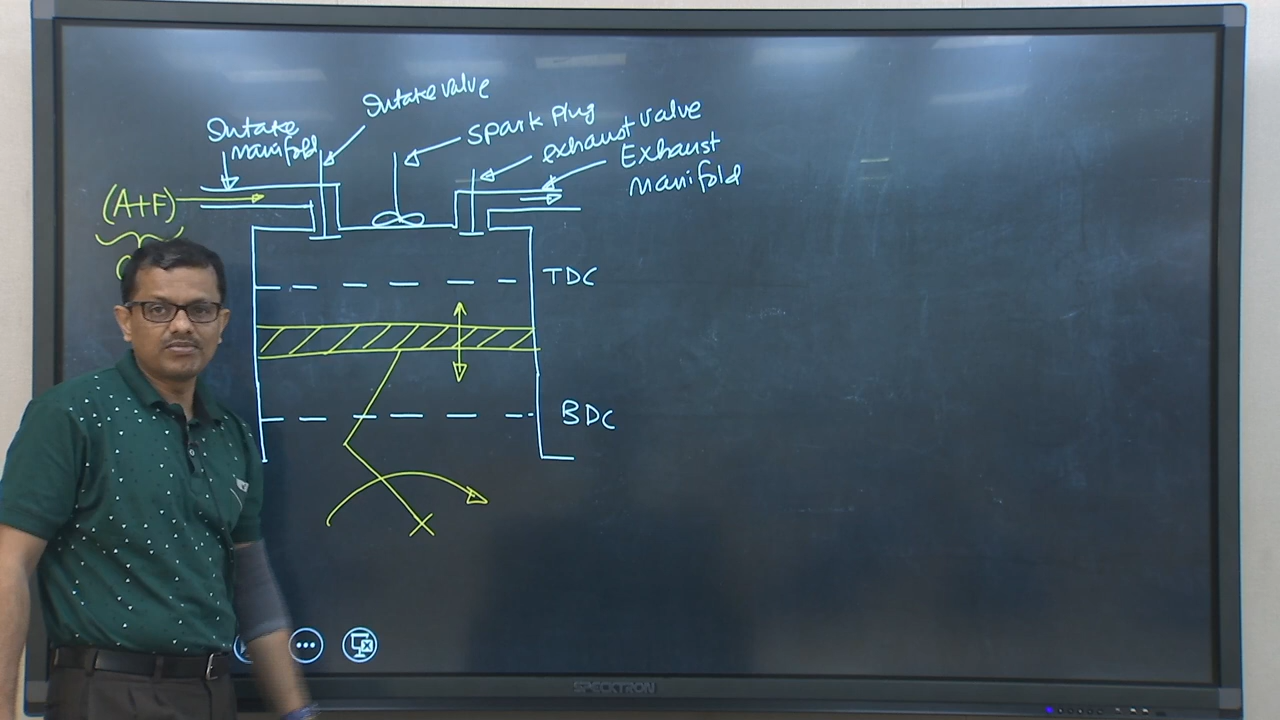 Intake valve
Intake
manifold
Spark plug
exhaust valve
Exhaust
manifold
(A+F)
TDC
BDC
SPECKTRON